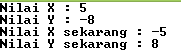 Nilai X : 5
Nilai Y : -8
Nilai X sekarang : -5
Nilai Y sekarang : 8